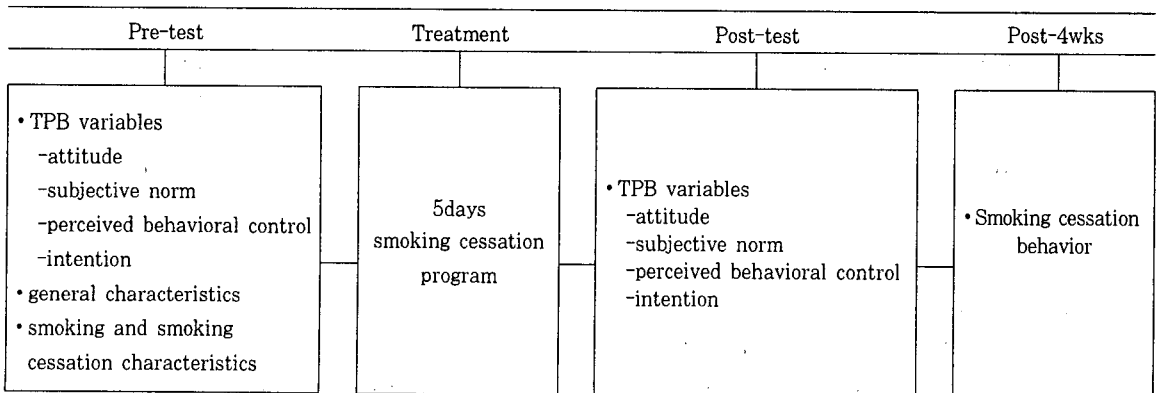 Pre-test
Treatment
Post-test
Post-4wks
• TPB variables
-attitude
-subjective norm
-perceived behavioral control
-intention
• general characteristics
• smoking and smoking
cessation characteristics
5days
smoking cessation
program
• TPB variables
-attitude
-subjective norm
-perceived behavioral control
-intention
• Smoking cessation
behavior